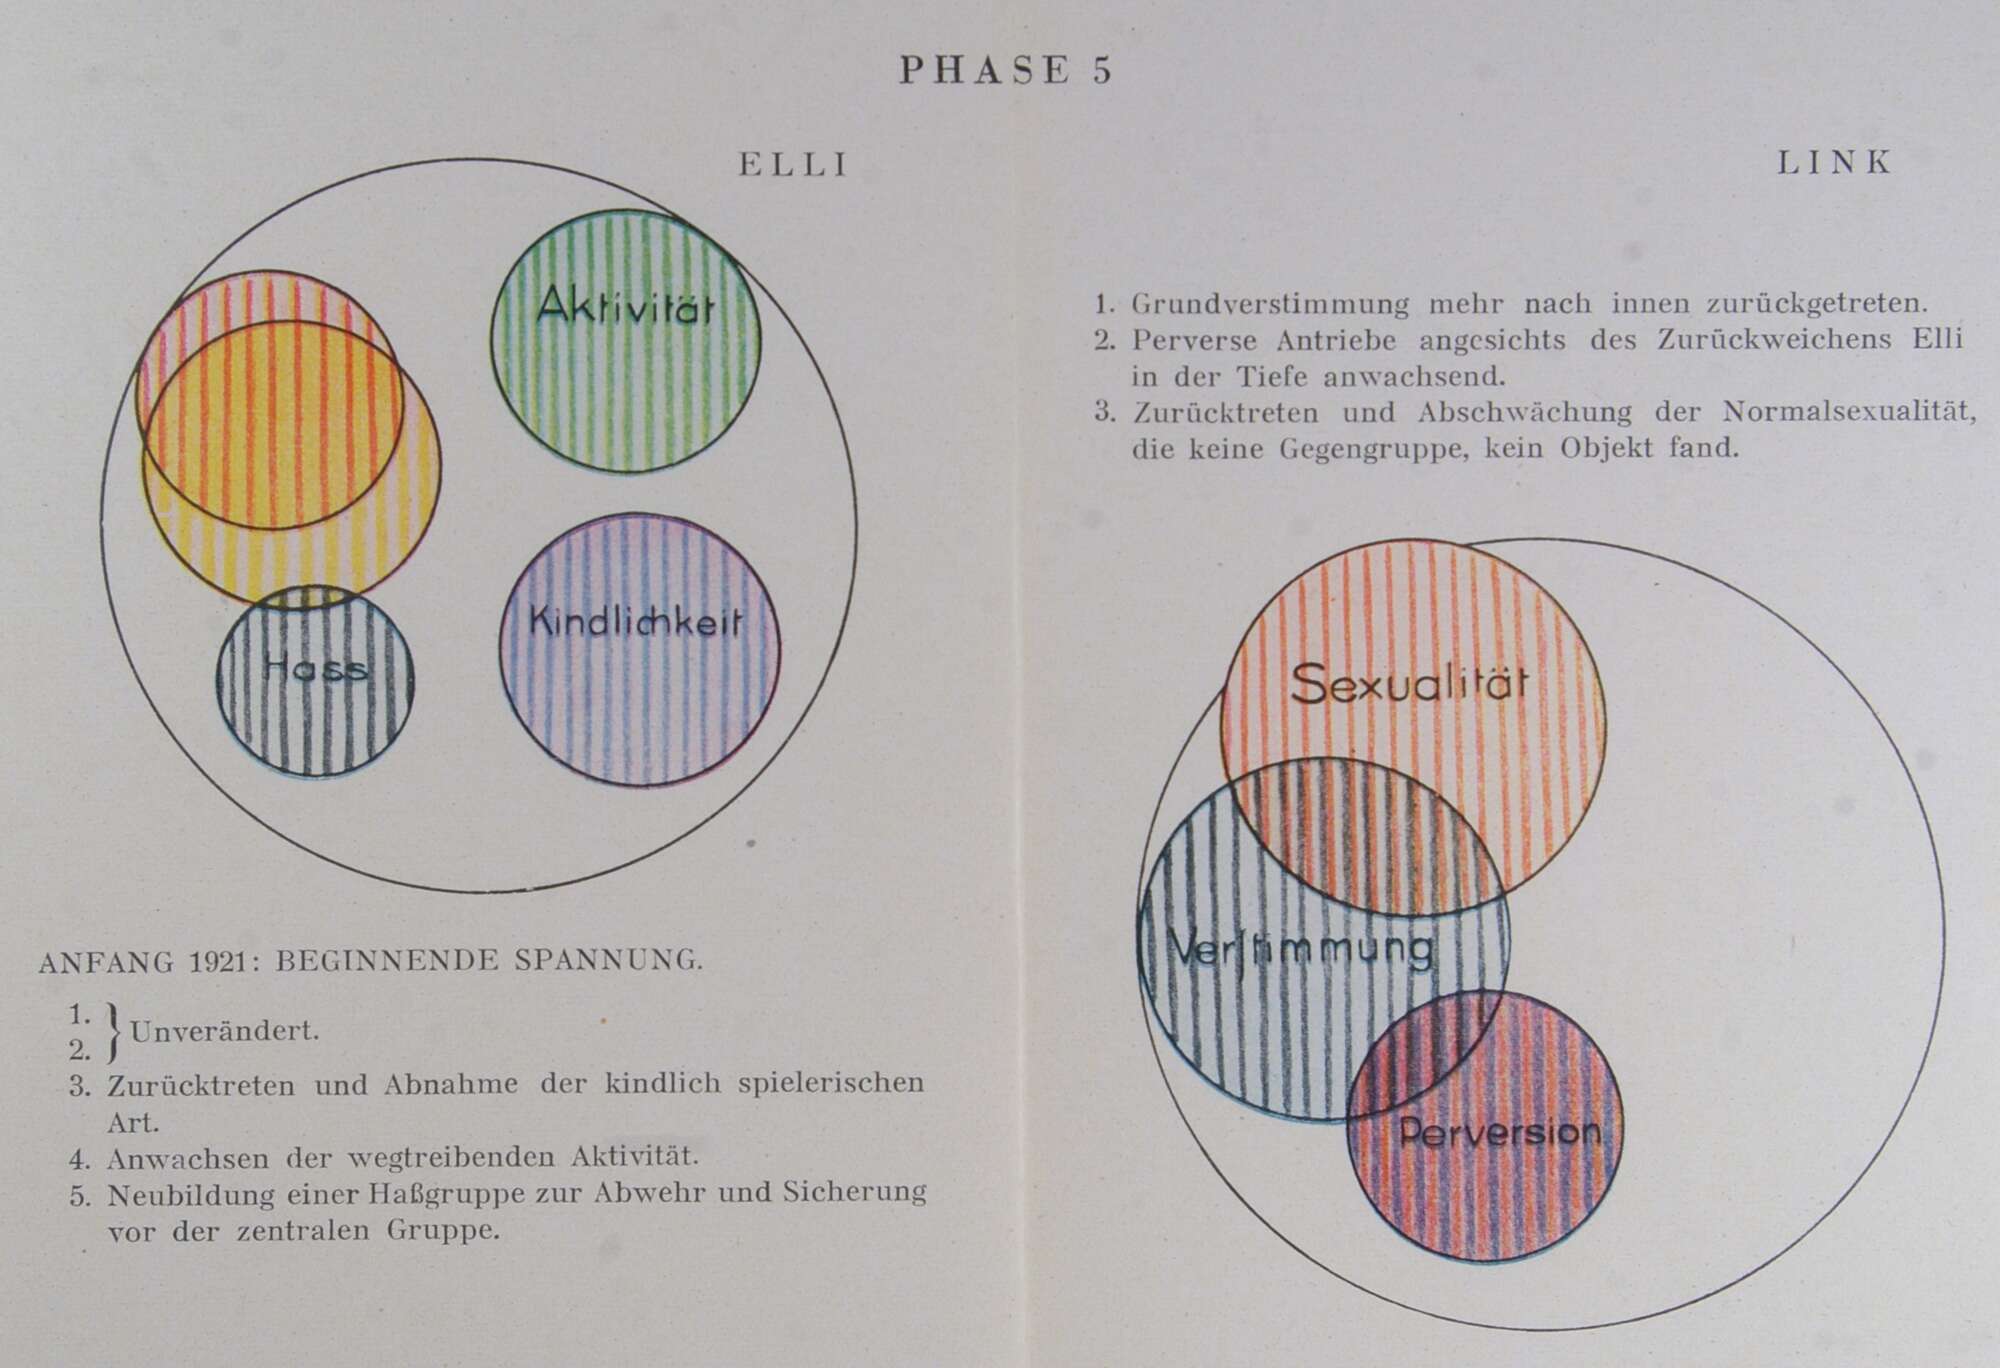 PHASE 5
ELLI
Aktivität
Kindlichkeit
Hass
ANFANG 1921: BEGINNENDE SPANNUNG.
1.
2. } Unverändert.
3. Zurücktreten und Abnahme der kindlich spielerischen
Art.
4. Anwachsen der wegtreibenden Aktivität.
5. Neubildung einer Haßgruppe zur Abwehr und Sicherung
vor der zentralen Gruppe.
LINK
1. Grundverstimmung mehr nach innen zurückgetreten.
2. Perverse Antriebe angesichts des Zurückweichens Elli
in der Tiefe anwachsend.
3. Zurücktreten und Abschwächung der Normalsexualität,
die keine Gegengruppe, kein Objekt fand.
Sexualität
Verſtimmung
Perversion